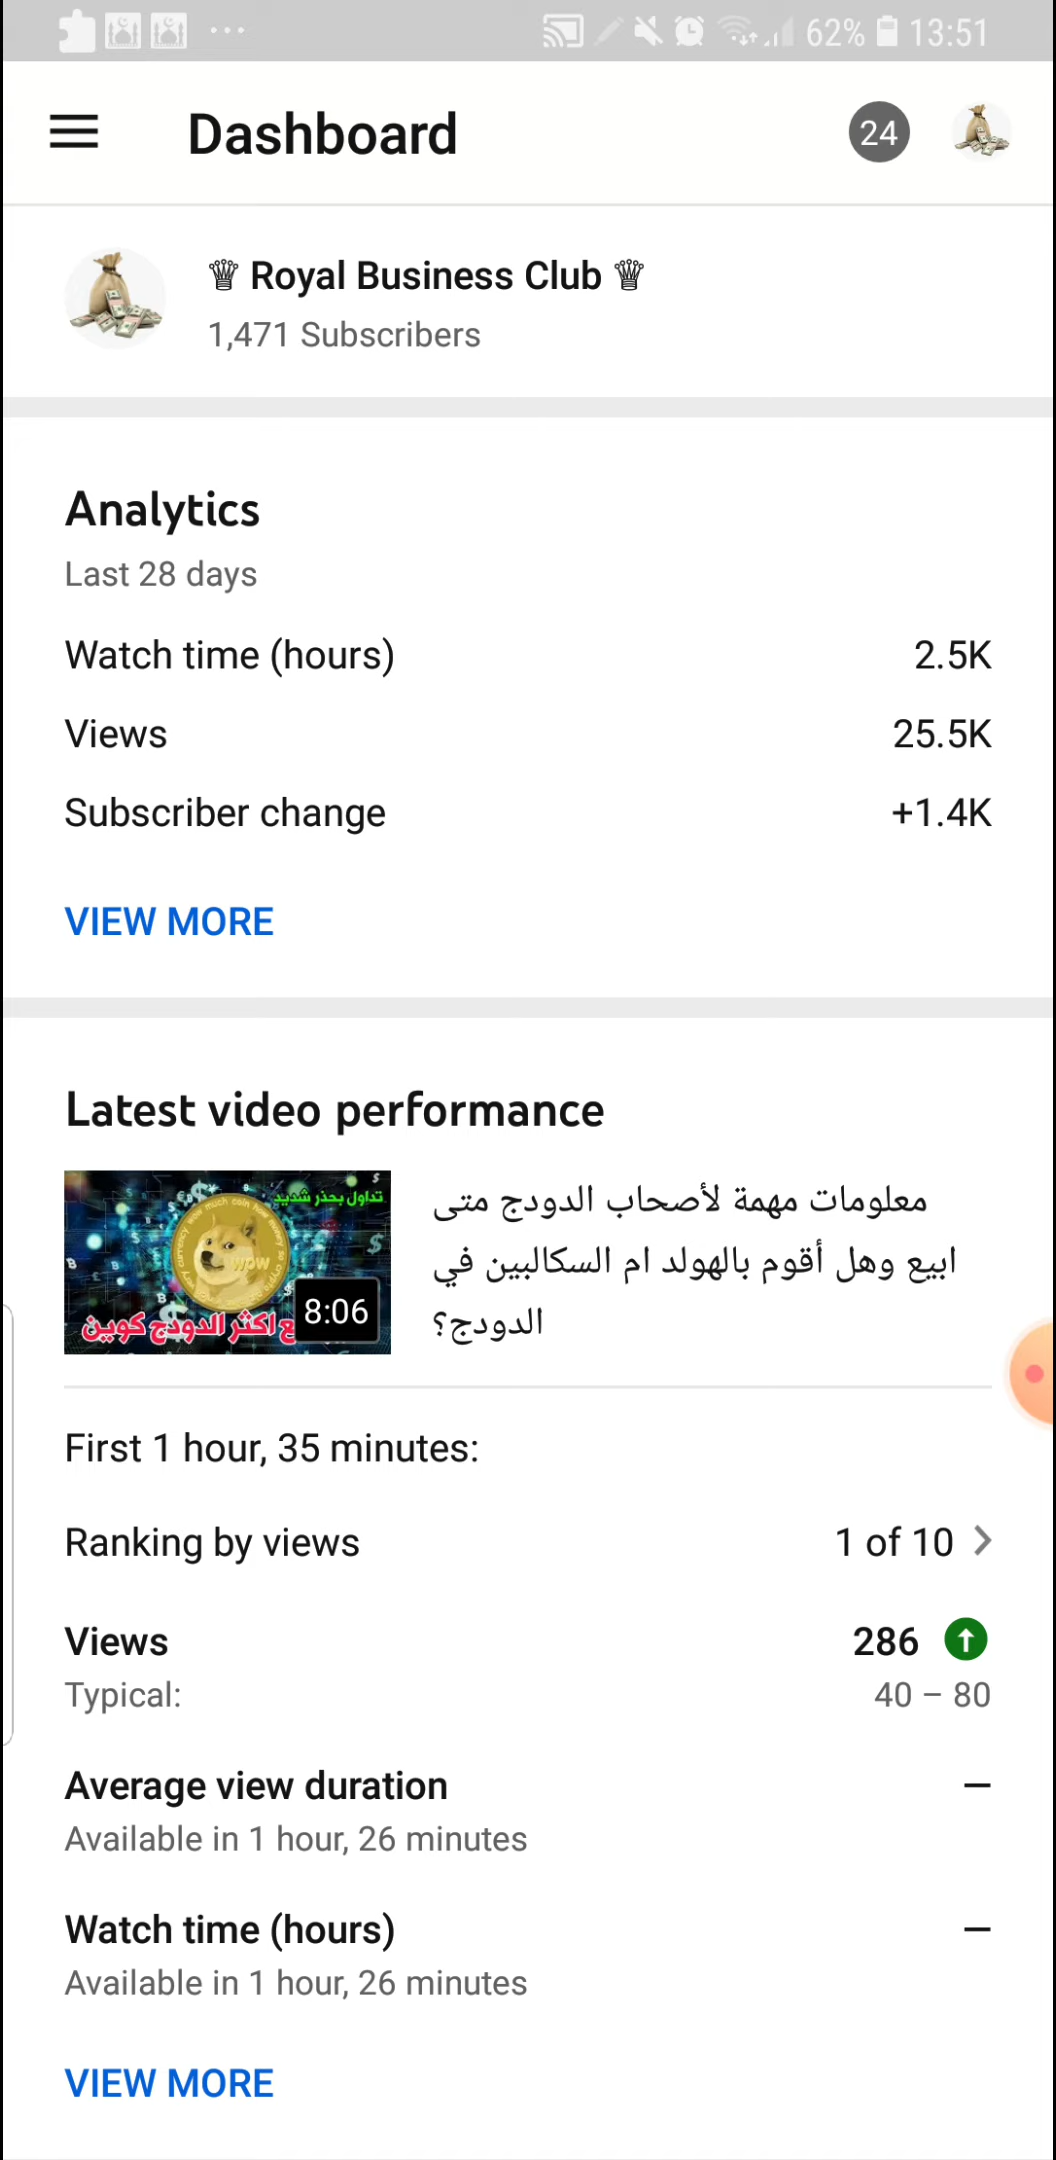 62% 13:51
Dashboard
24
♕ Royal Business Club ♕
1,471 Subscribers
Analytics
Last 28 days
Watch time (hours) 2.5K
Views 25.5K
Subscriber change +1.4K
VIEW MORE
Latest video performance
تداول بحذر شديد
wow
ع اكثر الدودج كوين
8:06
معلومات مهمة لأصحاب الدودج متى
ابيع وهل أقوم بالهولد ام السكالبين في
الدودج؟
First 1 hour, 35 minutes:
Ranking by views 1 of 10
Views 286
Typical: 40 – 80
Average view duration –
Available in 1 hour, 26 minutes
Watch time (hours) –
Available in 1 hour, 26 minutes
VIEW MORE